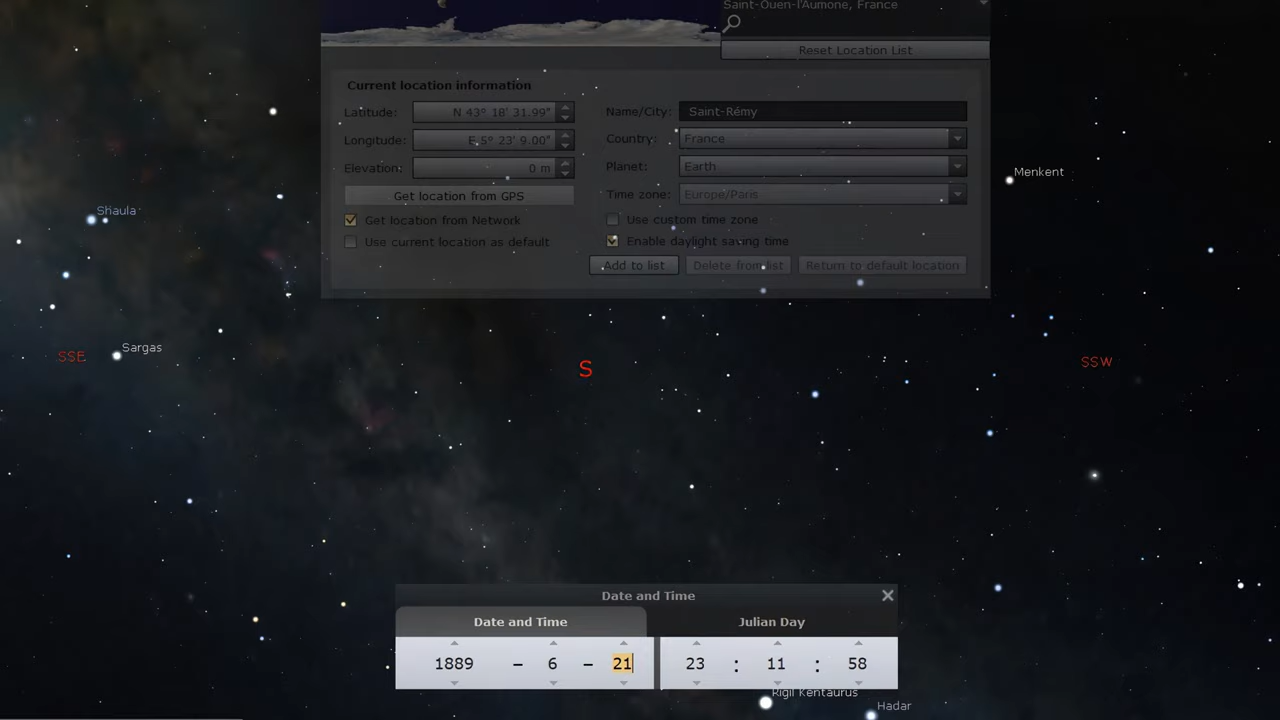 Saint-Ouen-l'Aumone, France
Reset Location List
Current location information
Latitude: N 43° 18' 31.99"
Name/City: Saint-Rémy
Longitude: E 5° 23' 9.00"
Country: France
Elevation: 0 m
Planet: Earth
Get location from GPS
Time zone: Europe/Paris
Get location from Network
Use custom time zone
Use current location as default
Enable daylight saving time
Add to list
Delete from list
Return to default location
Menkent
Shaula
Sargas
SSE
S
SSW
Date and Time
Date and Time
Julian Day
1889 – 6 – 21
23 : 11 : 58
Rigil Kentaurus
Hadar